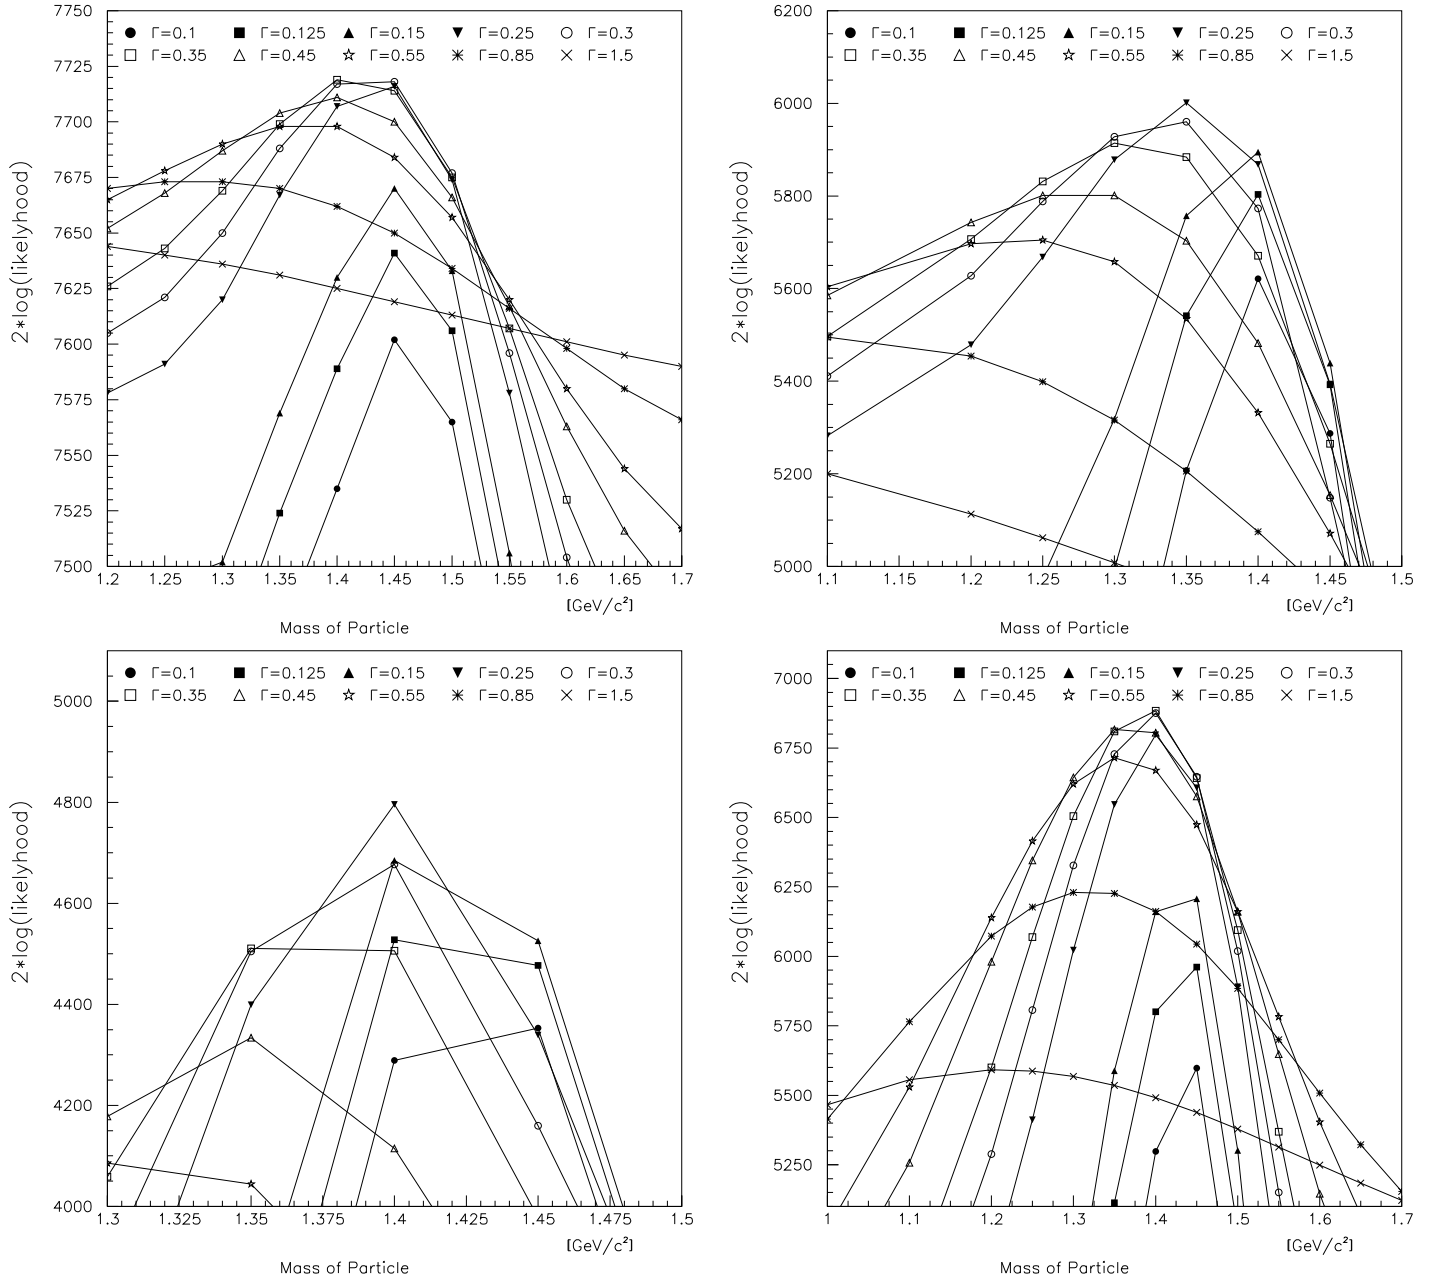 7750
Γ=0.1 Γ=0.125 Γ=0.15 Γ=0.25 Γ=0.3
Γ=0.35 Γ=0.45 Γ=0.55 Γ=0.85 Γ=1.5
7725
7700
7675
7650
7625
7600
7575
7550
7525
7500
2*log(likelyhood)
1.2 1.25 1.3 1.35 1.4 1.45 1.5 1.55 1.6 1.65 1.7
[GeV/c²]
Mass of Particle
6200
Γ=0.1 Γ=0.125 Γ=0.15 Γ=0.25 Γ=0.3
Γ=0.35 Γ=0.45 Γ=0.55 Γ=0.85 Γ=1.5
6000
5800
5600
5400
5200
5000
2*log(likelyhood)
1.1 1.15 1.2 1.25 1.3 1.35 1.4 1.45 1.5
[GeV/c²]
Mass of Particle
Γ=0.1 Γ=0.125 Γ=0.15 Γ=0.25 Γ=0.3
Γ=0.35 Γ=0.45 Γ=0.55 Γ=0.85 Γ=1.5
5000
4800
4600
4400
4200
4000
2*log(likelyhood)
1.3 1.325 1.35 1.375 1.4 1.425 1.45 1.475 1.5
[GeV/c²]
Mass of Particle
Γ=0.1 Γ=0.125 Γ=0.15 Γ=0.25 Γ=0.3
Γ=0.35 Γ=0.45 Γ=0.55 Γ=0.85 Γ=1.5
7000
6750
6500
6250
6000
5750
5500
5250
2*log(likelyhood)
1 1.1 1.2 1.3 1.4 1.5 1.6 1.7
[GeV/c²]
Mass of Particle